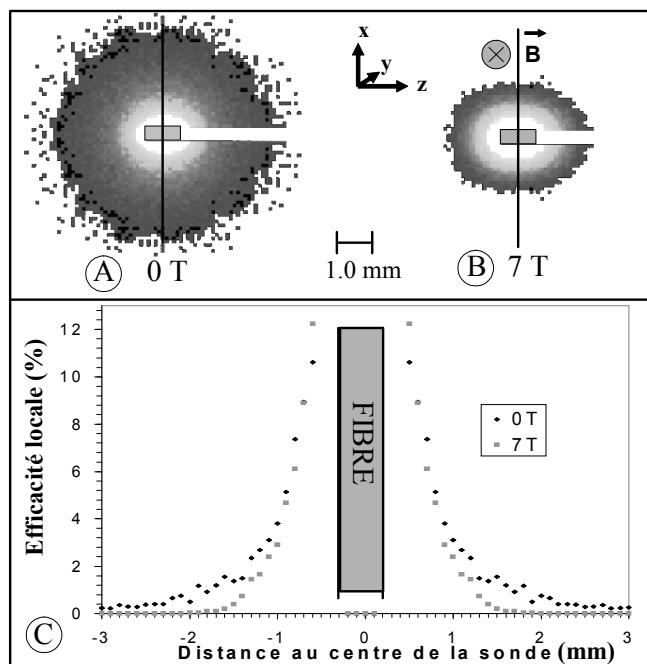 x
y
z
B
A
0 T
1.0 mm
B
7 T
Efficacité locale (%)
12
10
8
6
4
2
0
FIBRE
0 T
7 T
C
-3
-2
-1
0
1
2
3
Distance au centre de la sonde (mm)